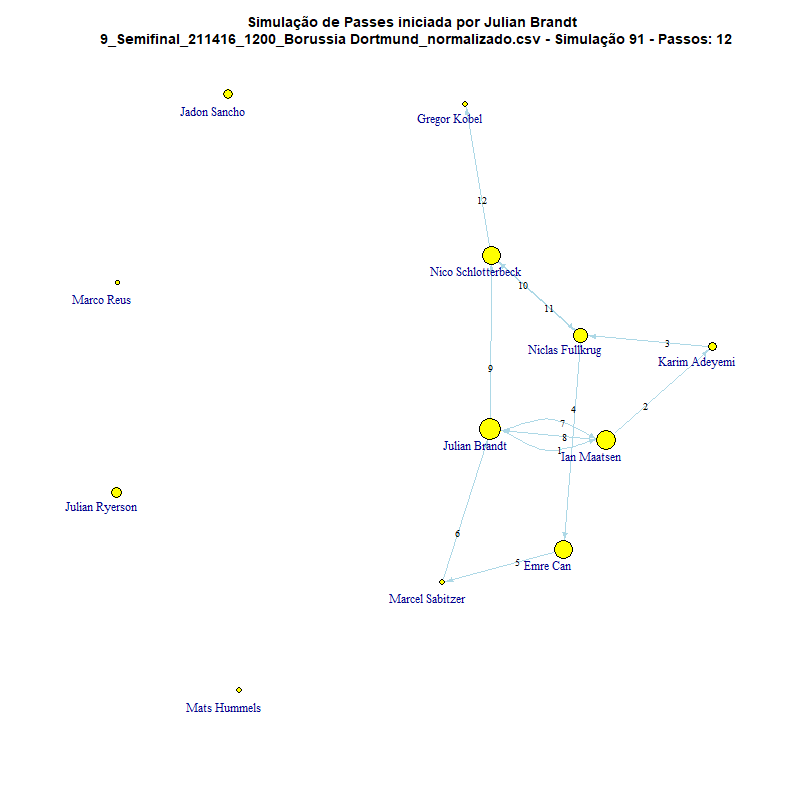 Simulação de Passes iniciada por Julian Brandt
9_Semifinal_211416_1200_Borussia Dortmund_normalizado.csv - Simulação 91 - Passos: 12
Jadon Sancho
Gregor Kobel
12
Nico Schlotterbeck
10
Marco Reus
11
3
Niclas Fullkrug
Karim Adeyemi
9
2
4
7
8
Julian Brandt
1
Ian Maatsen
Julian Ryerson
6
5
Emre Can
Marcel Sabitzer
Mats Hummels